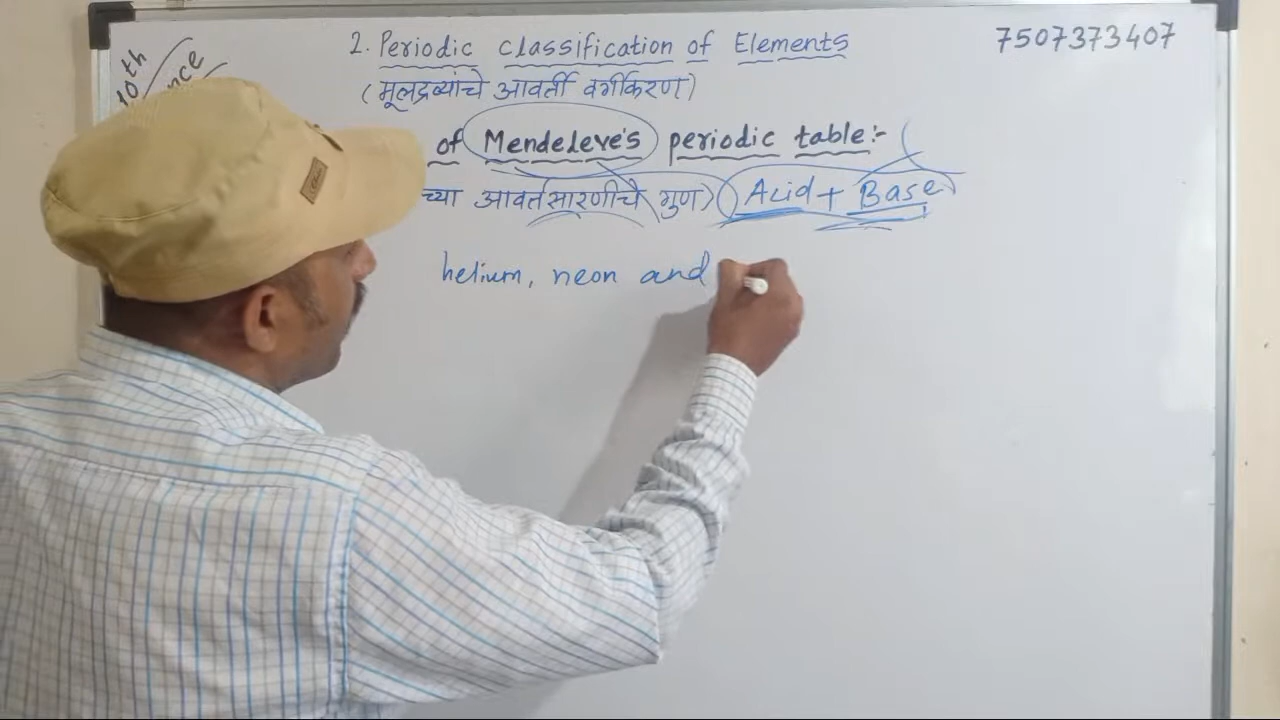 10th
2. Periodic classification of Elements
7507373407
(मूलद्रव्यांचे आवर्ती वर्गीकरण)
of Mendeleve's periodic table:-
च्या आवर्तसारणीचे गुण) Acid + Base
helium, neon and